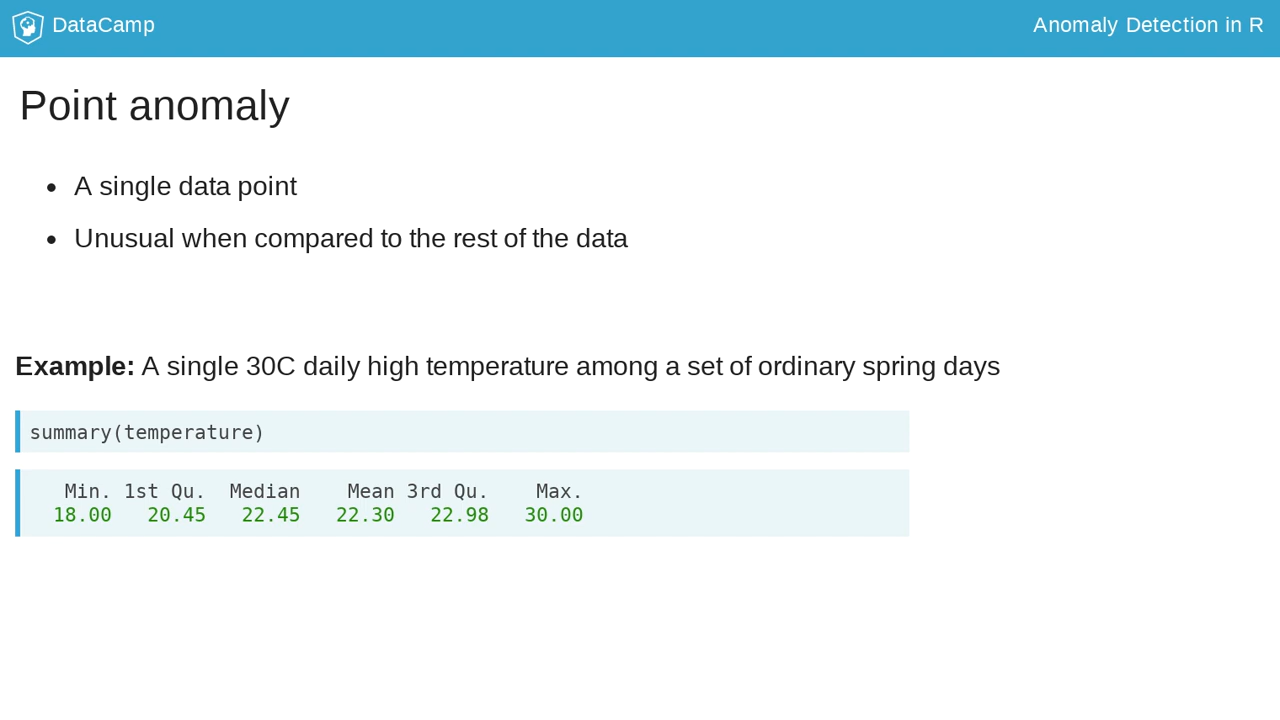 DataCamp
Anomaly Detection in R
Point anomaly
• A single data point
• Unusual when compared to the rest of the data
Example: A single 30C daily high temperature among a set of ordinary spring days
summary(temperature)
   Min. 1st Qu.  Median    Mean 3rd Qu.    Max.
  18.00   20.45   22.45   22.30   22.98   30.00